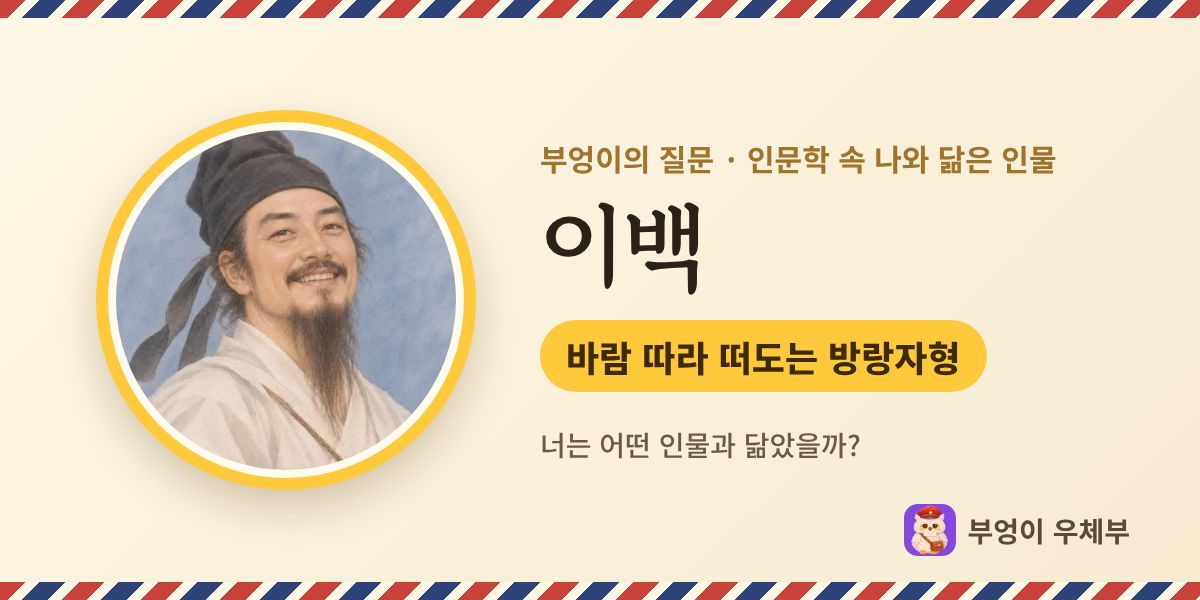 부엉이의 질문 · 인문학 속 나와 닮은 인물
이백
바람 따라 떠도는 방랑자형
너는 어떤 인물과 닮았을까?
부엉이 우체부